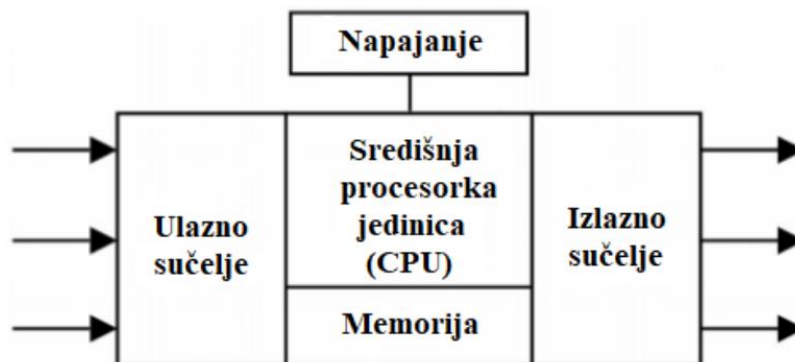 Napajanje
Ulazno
sučelje
Središnja
procesorka
jedinica
(CPU)
Memorija
Izlazno
sučelje